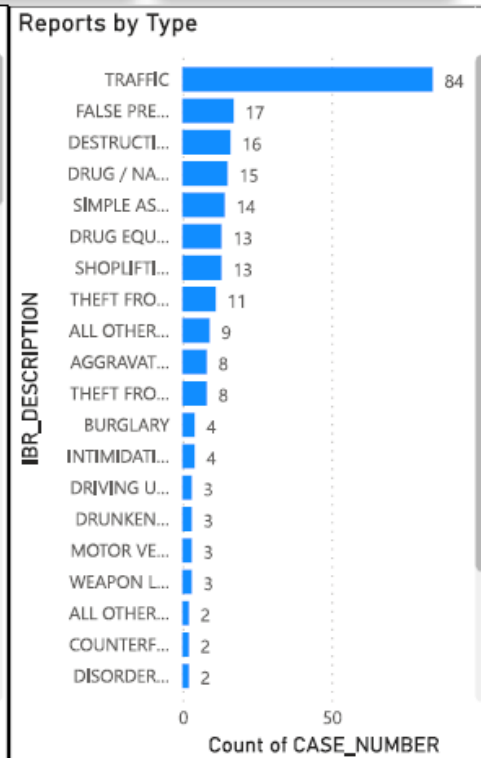 Reports by Type
IBR_DESCRIPTION
TRAFFIC 84
FALSE PRE... 17
DESTRUCTI... 16
DRUG / NA... 15
SIMPLE AS... 14
DRUG EQU... 13
SHOPLIFTI... 13
THEFT FRO... 11
ALL OTHER... 9
AGGRAVAT... 8
THEFT FRO... 8
BURGLARY 4
INTIMIDATI... 4
DRIVING U... 3
DRUNKEN... 3
MOTOR VE... 3
WEAPON L... 3
ALL OTHER... 2
COUNTERF... 2
DISORDER... 2
0 50
Count of CASE_NUMBER